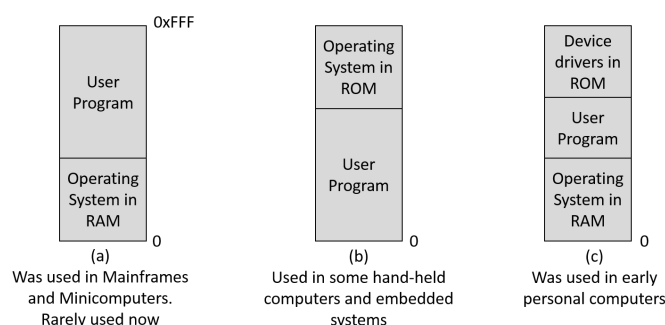 0xFFF
User
Program
Operating
System in
RAM
0
(a)
Was used in Mainframes
and Minicomputers.
Rarely used now
Operating
System in
ROM
User
Program
0
(b)
Used in some hand-held
computers and embedded
systems
Device
drivers in
ROM
User
Program
Operating
System in
RAM
0
(c)
Was used in early
personal computers